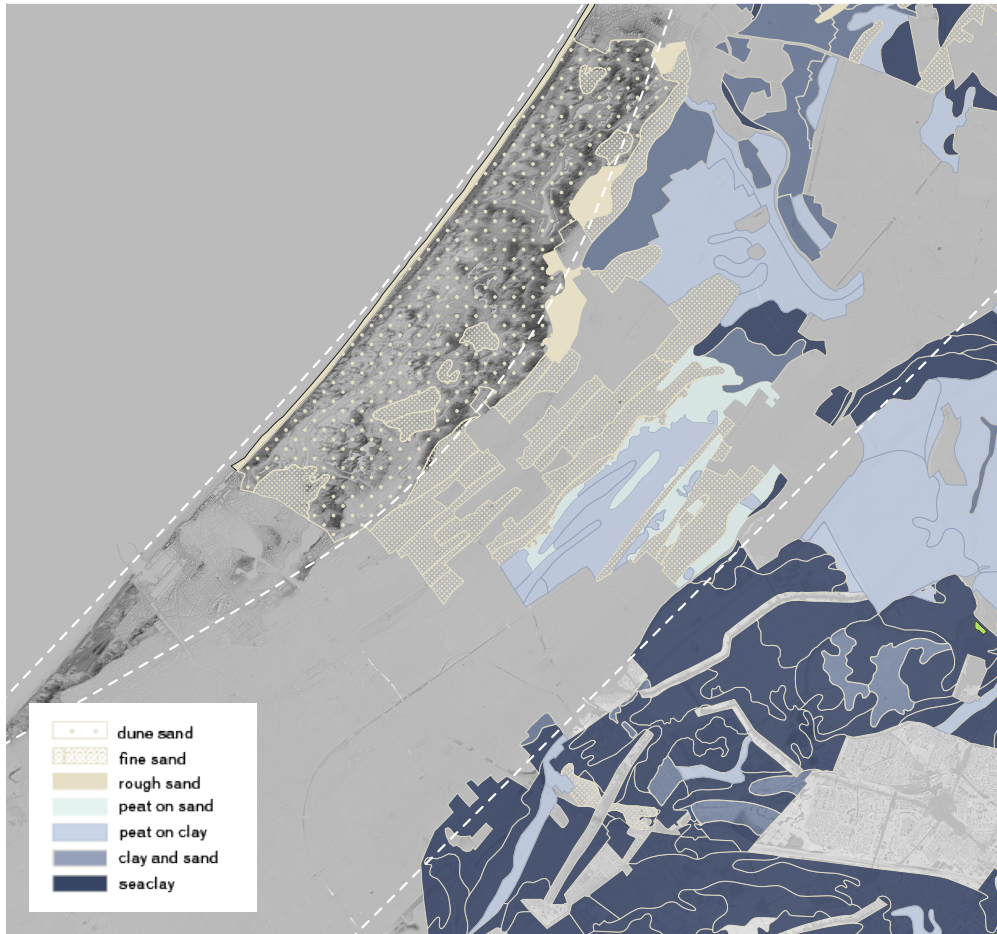 dune sand
fine sand
rough sand
peat on sand
peat on clay
clay and sand
seaclay